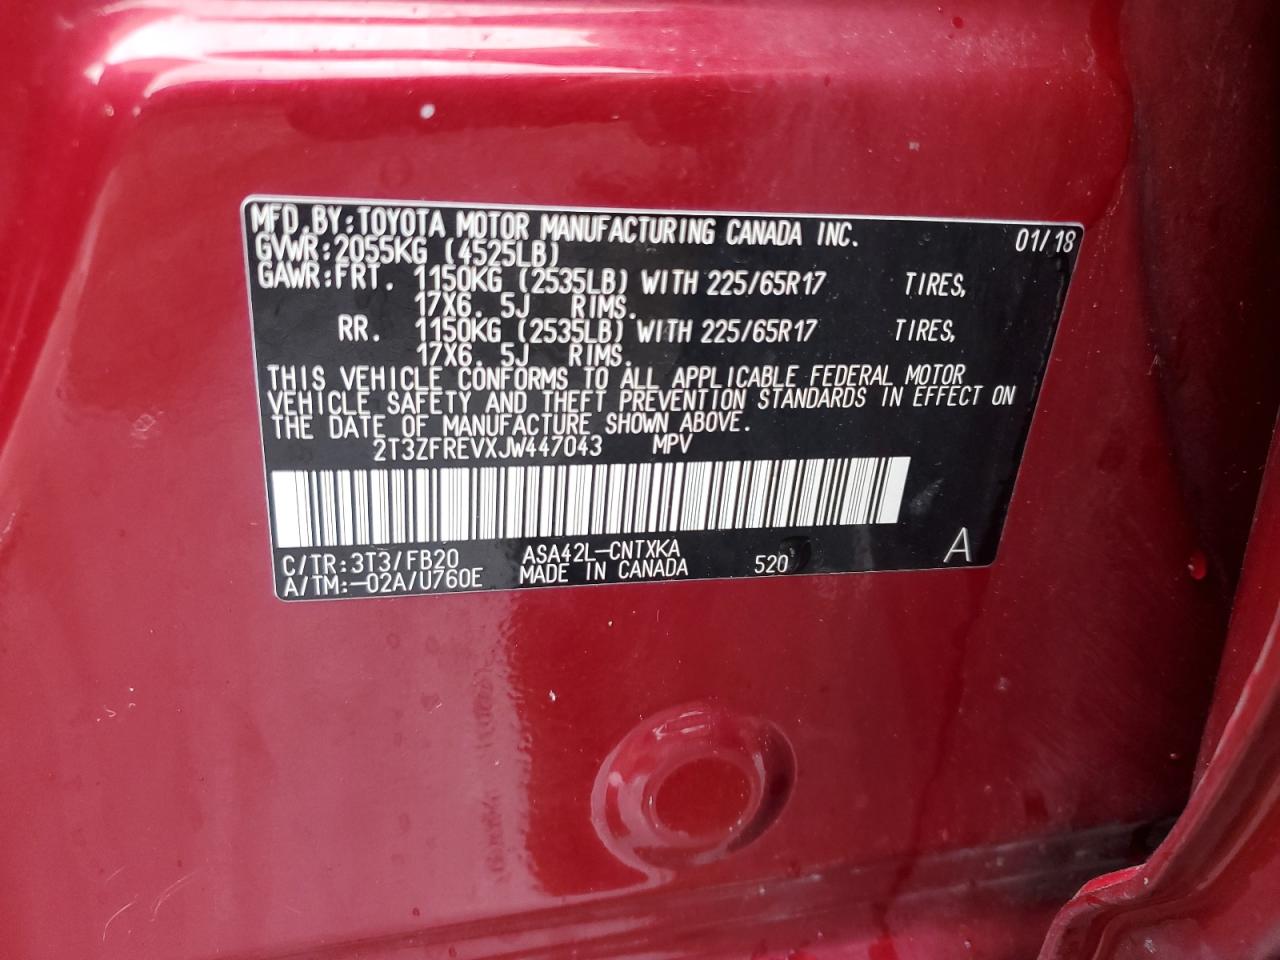 MFD.BY:TOYOTA MOTOR MANUFACTURING CANADA INC. 01/18
GVWR:2055KG (4525LB)
GAWR:FRT. 1150KG (2535LB) WITH 225/65R17 TIRES,
17X6. 5J RIMS.
RR. 1150KG (2535LB) WITH 225/65R17 TIRES,
17X6. 5J RIMS.
THIS VEHICLE CONFORMS TO ALL APPLICABLE FEDERAL MOTOR
VEHICLE SAFETY AND THEFT PREVENTION STANDARDS IN EFFECT ON
THE DATE OF MANUFACTURE SHOWN ABOVE.
2T3ZFREVXJW447043 MPV
C/TR:3T3/FB20 ASA42L-CNTXKA A
A/TM:-02A/U760E MADE IN CANADA 520